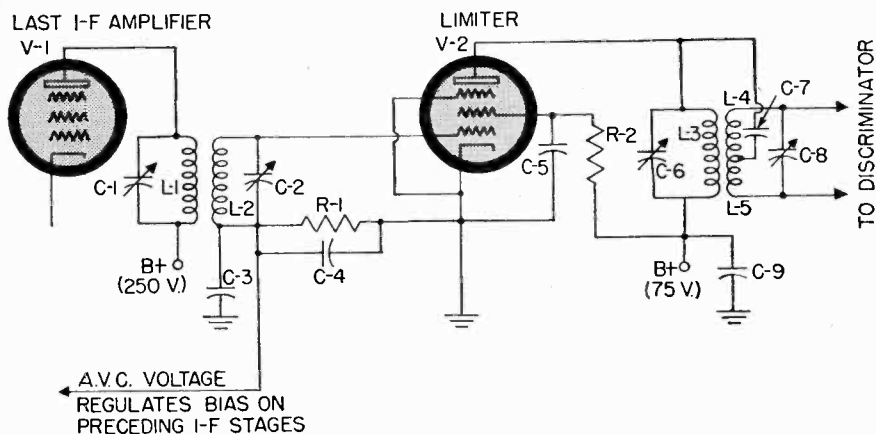 LAST I-F AMPLIFIER
V-1
LIMITER
V-2
C-1
L-1
L-2
C-2
R-1
C-4
C-3
B+
(250 V.)
C-5
R-2
C-6
L-3
L-4
C-7
C-8
L-5
B+
(75 V.)
C-9
TO DISCRIMINATOR
A.V.C. VOLTAGE
REGULATES BIAS ON
PRECEDING I-F STAGES